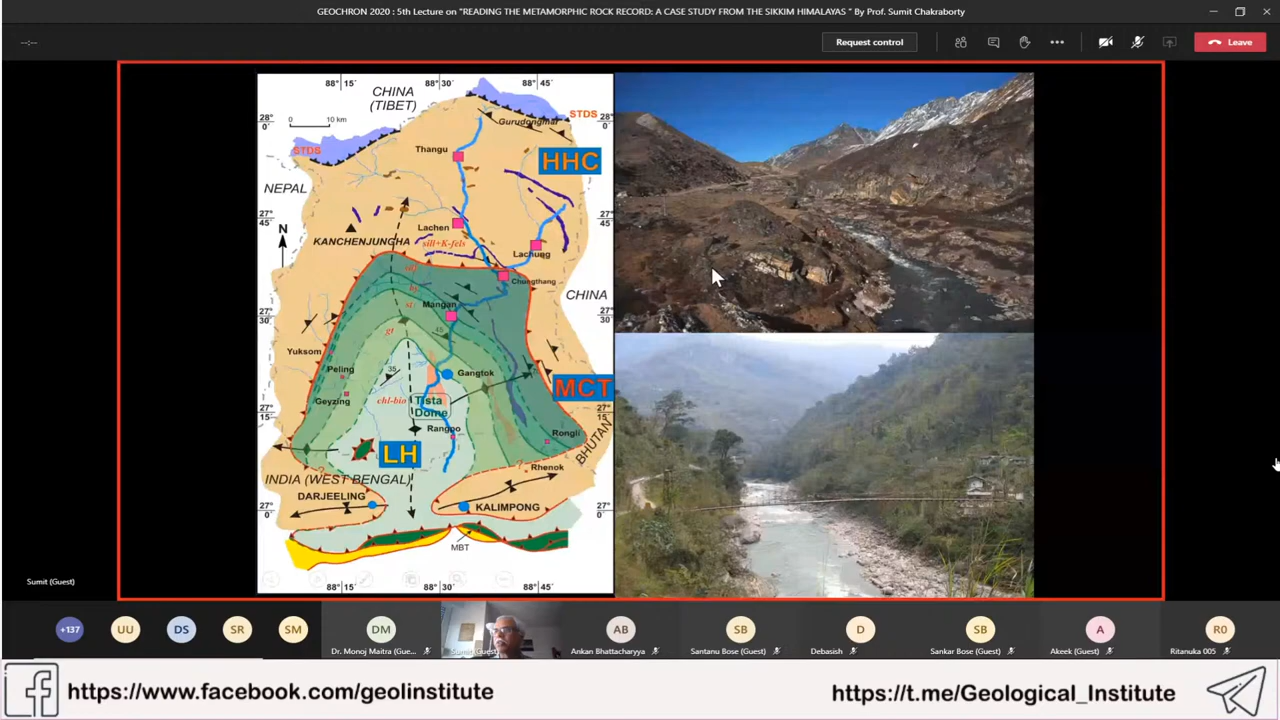 GEOCHRON 2020 : 5th Lecture on "READING THE METAMORPHIC ROCK RECORD: A CASE STUDY FROM THE SIKKIM HIMALAYAS " By Prof. Sumit Chakraborty
--:--
Request control
Leave
88° 15'
88° 30'
88° 45'
CHINA
(TIBET)
28°
0'
0
10 km
STDS
Gurudongmar
STDS
28°
0'
Thangu
HHC
NEPAL
27°
45'
27°
45'
N
Lachen
KANCHENJUNGHA
sill+K-fels
Lachung
Chungthang
CHINA
Mangan
27°
30'
27°
30'
gt
45
Yuksom
Peling
35
Gangtok
MCT
Geyzing
chl-bio
Tista
Dome
27°
15'
27°
15'
Rangpo
Rongli
BHUTAN
LH
?
?
Rhenok
INDIA (WEST BENGAL)
DARJEELING
KALIMPONG
27°
0'
27°
0'
MBT
88° 15'
88° 30'
88° 45'
Sumit (Guest)
+137
UU
DS
SR
SM
DM
AB
SB
D
SB
A
R0
Dr. Monoj Maitra (Gue...
Sumit (Guest)
Ankan Bhattacharyya
Santanu Bose (Guest)
Debasish
Sankar Bose (Guest)
Akeek (Guest)
Ritanuka 005
https://www.facebook.com/geolinstitute
https://t.me/Geological_Institute